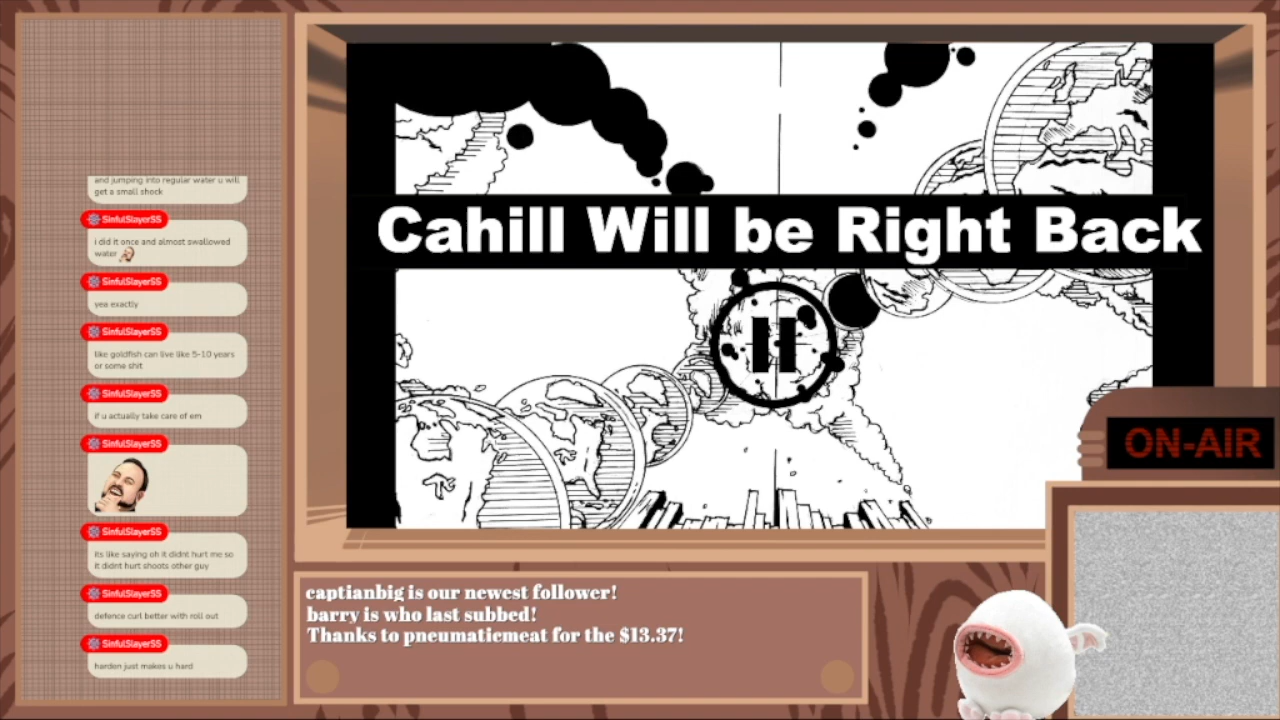 and jumping into regular water u will
get a small shock
SinfulSlayerSS
i did it once and almost swallowed
water
SinfulSlayerSS
yea exactly
SinfulSlayerSS
like goldfish can live like 5-10 years
or some shit
SinfulSlayerSS
if u actually take care of em
SinfulSlayerSS
SinfulSlayerSS
its like saying oh it didnt hurt me so
it didnt hurt shoots other guy
SinfulSlayerSS
defence curl better with roll out
SinfulSlayerSS
harden just makes u hard
Cahill Will be Right Back
ON-AIR
captianbig is our newest follower!
barry is who last subbed!
Thanks to pneumaticmeat for the $13.37!